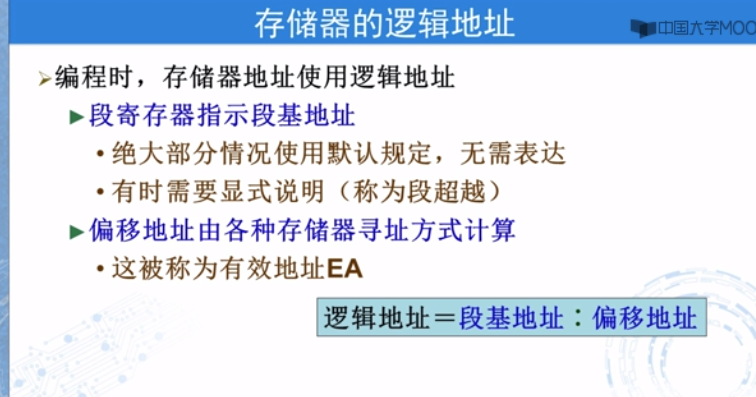 存储器的逻辑地址
中国大学MOO
➢编程时，存储器地址使用逻辑地址
►段寄存器指示段基地址
•绝大部分情况使用默认规定，无需表达
•有时需要显式说明（称为段超越）
►偏移地址由各种存储器寻址方式计算
•这被称为有效地址EA
逻辑地址＝段基地址：偏移地址